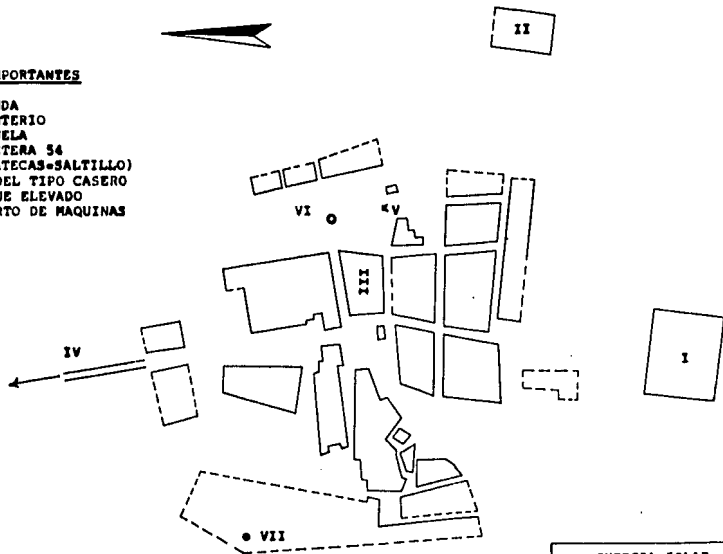 II
PORTANTES
DA
TERIO
ELA
TERA 54
TECAS-SALTILLO)
DEL TIPO CASERO
UE ELEVADO
RTO DE MAQUINAS
VI
V
III
IV
I
VII